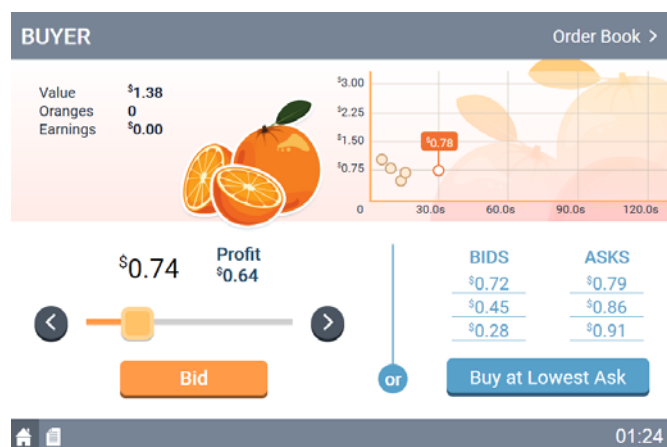 BUYER
Order Book >
Value $1.38
Oranges 0
Earnings $0.00
$3.00
$2.25
$1.50
$0.75
$0.78
0 30.0s 60.0s 90.0s 120.0s
$0.74
Profit
$0.64
Bid
or
BIDS ASKS
$0.72 $0.79
$0.45 $0.86
$0.28 $0.91
Buy at Lowest Ask
01:24